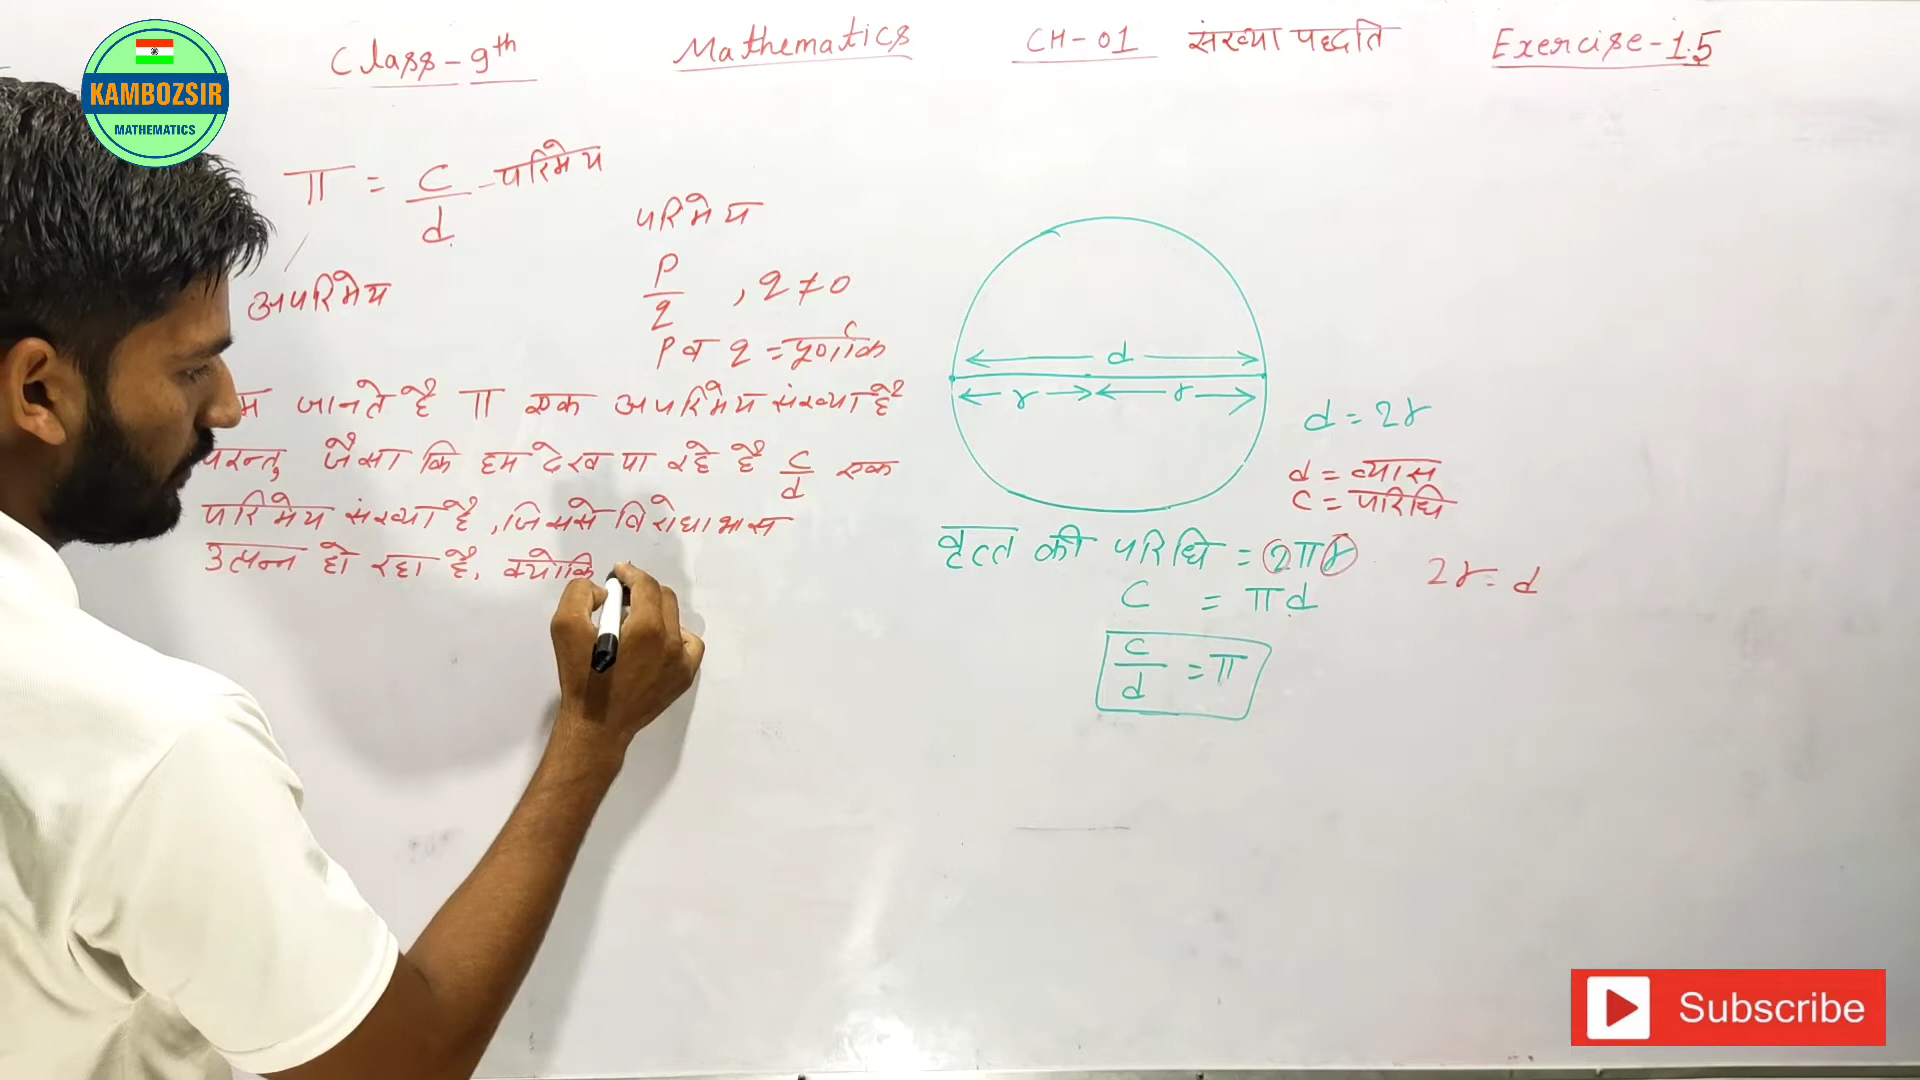 KAMBOZSIR
MATHEMATICS
Class - 9th Mathematics CH-01 संख्या पद्धति Exercise-1.5
π = c/d - परिमेय
अपरिमेय
परिमेय
p/q , q ≠ 0
p व q = पूर्णांक
जानते है π एक अपरिमेय संख्या है
परन्तु जैसा कि हम देख पा रहे है c/d एक
परिमेय संख्या है, जिससे विरोधाभास
उत्पन्न हो रहा है, क्योकि
d
r r
d = 2r
d = व्यास
c = परिधि
वृत्त की परिधि = 2πr
2r = d
C = πd
c/d = π
Subscribe